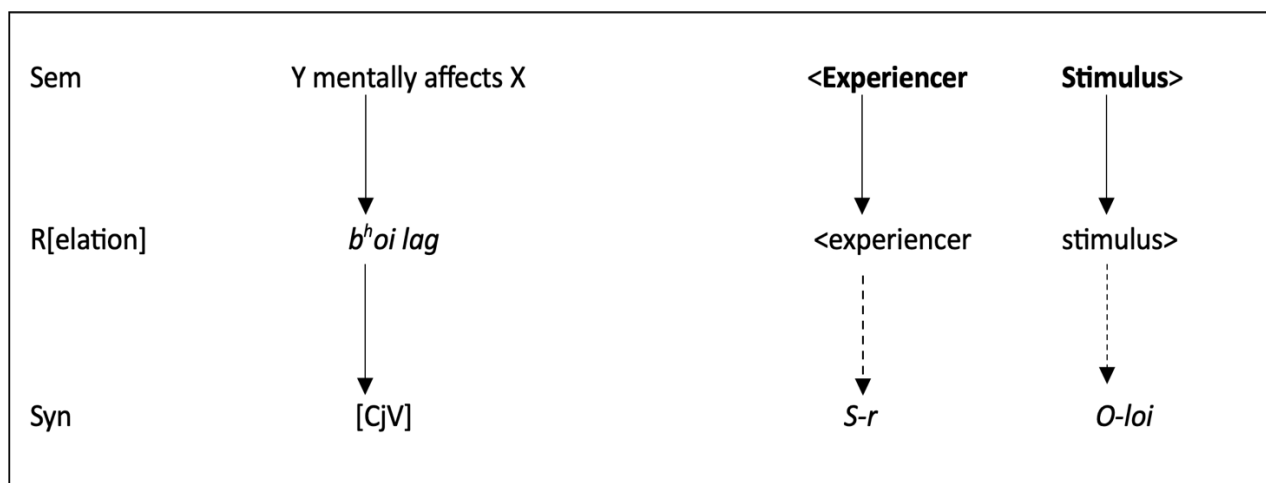 Sem Y mentally affects X <Experiencer Stimulus>
R[elation] bʰoi lag <experiencer stimulus>
Syn [CjV] S-r O-loi